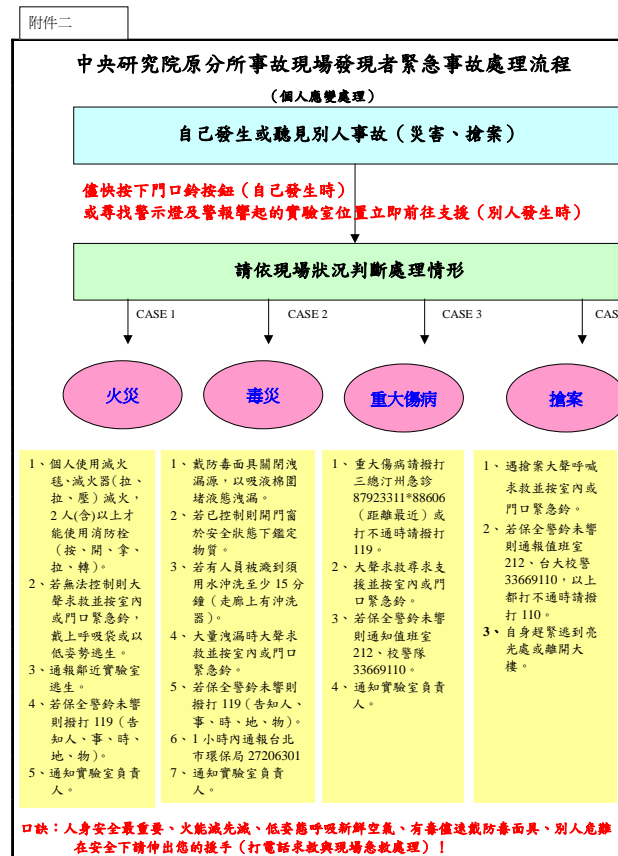 附件二
中央研究院原分所事故現場發現者緊急事故處理流程
(個人應變處理)
自己發生或聽見別人事故(災害、搶案)
儘快按下門口鈴按鈕(自己發生時)
或尋找警示燈及警報響起的實驗室位置立即前往支援(別人發生時)
請依現場狀況判斷處理情形
CASE 1
CASE 2
CASE 3
CAS
火災
毒災
重大傷病
搶案
1、個人使用滅火
毯、滅火器(拉、
拉、壓)滅火,
2 人(含)以上才
能使用消防栓
(按、開、拿、
拉、轉)。
2、若無法控制則大
聲求救並按室內
或門口緊急鈴,
戴上呼吸袋或以
低姿勢逃生。
3、通報鄰近實驗室
逃生。
4、若保全警鈴未響
則撥打 119(告
知人、事、時、
地、物)。
5、通知實驗室負責
人。
1、戴防毒面具關閉洩
漏源,以吸液棉圍
堵液態洩漏。
2、若已控制則開門窗
於安全狀態下鑑定
物質。
3、若有人員被濺到須
用水沖洗至少 15 分
鐘(走廊上有沖洗
器)。
4、大量洩漏時大聲求
救並按室內或門口
緊急鈴。
5、若保全警鈴未響則
撥打 119(告知人、
事、時、地、物)。
6、1 小時內通報台北
市環保局 27206301
7、通知實驗室負責人。
1、重大傷病請撥打
三總汀州急診
87923311*88606
(距離最近)或
打不通時請撥打
119。
2、大聲求救尋求支
援並按室內或門
口緊急鈴。
3、若保全警鈴未響
則通知值班室
212、校警隊
33669110。
4、通知實驗室負責
人。
1、遇搶案大聲呼喊
求救並按室內或
門口緊急鈴。
2、若保全警鈴未響
則通報值班室
212、台大校警
33669110,以上
都打不通時請撥
打 110。
3、自身趕緊逃到亮
光處或離開大
樓。
口訣:人身安全最重要、火能滅先滅、低姿態呼吸新鮮空氣、有毒儘速戴防毒面具、別人危難
在安全下請伸出您的援手(打電話求救與現場急救處理)!